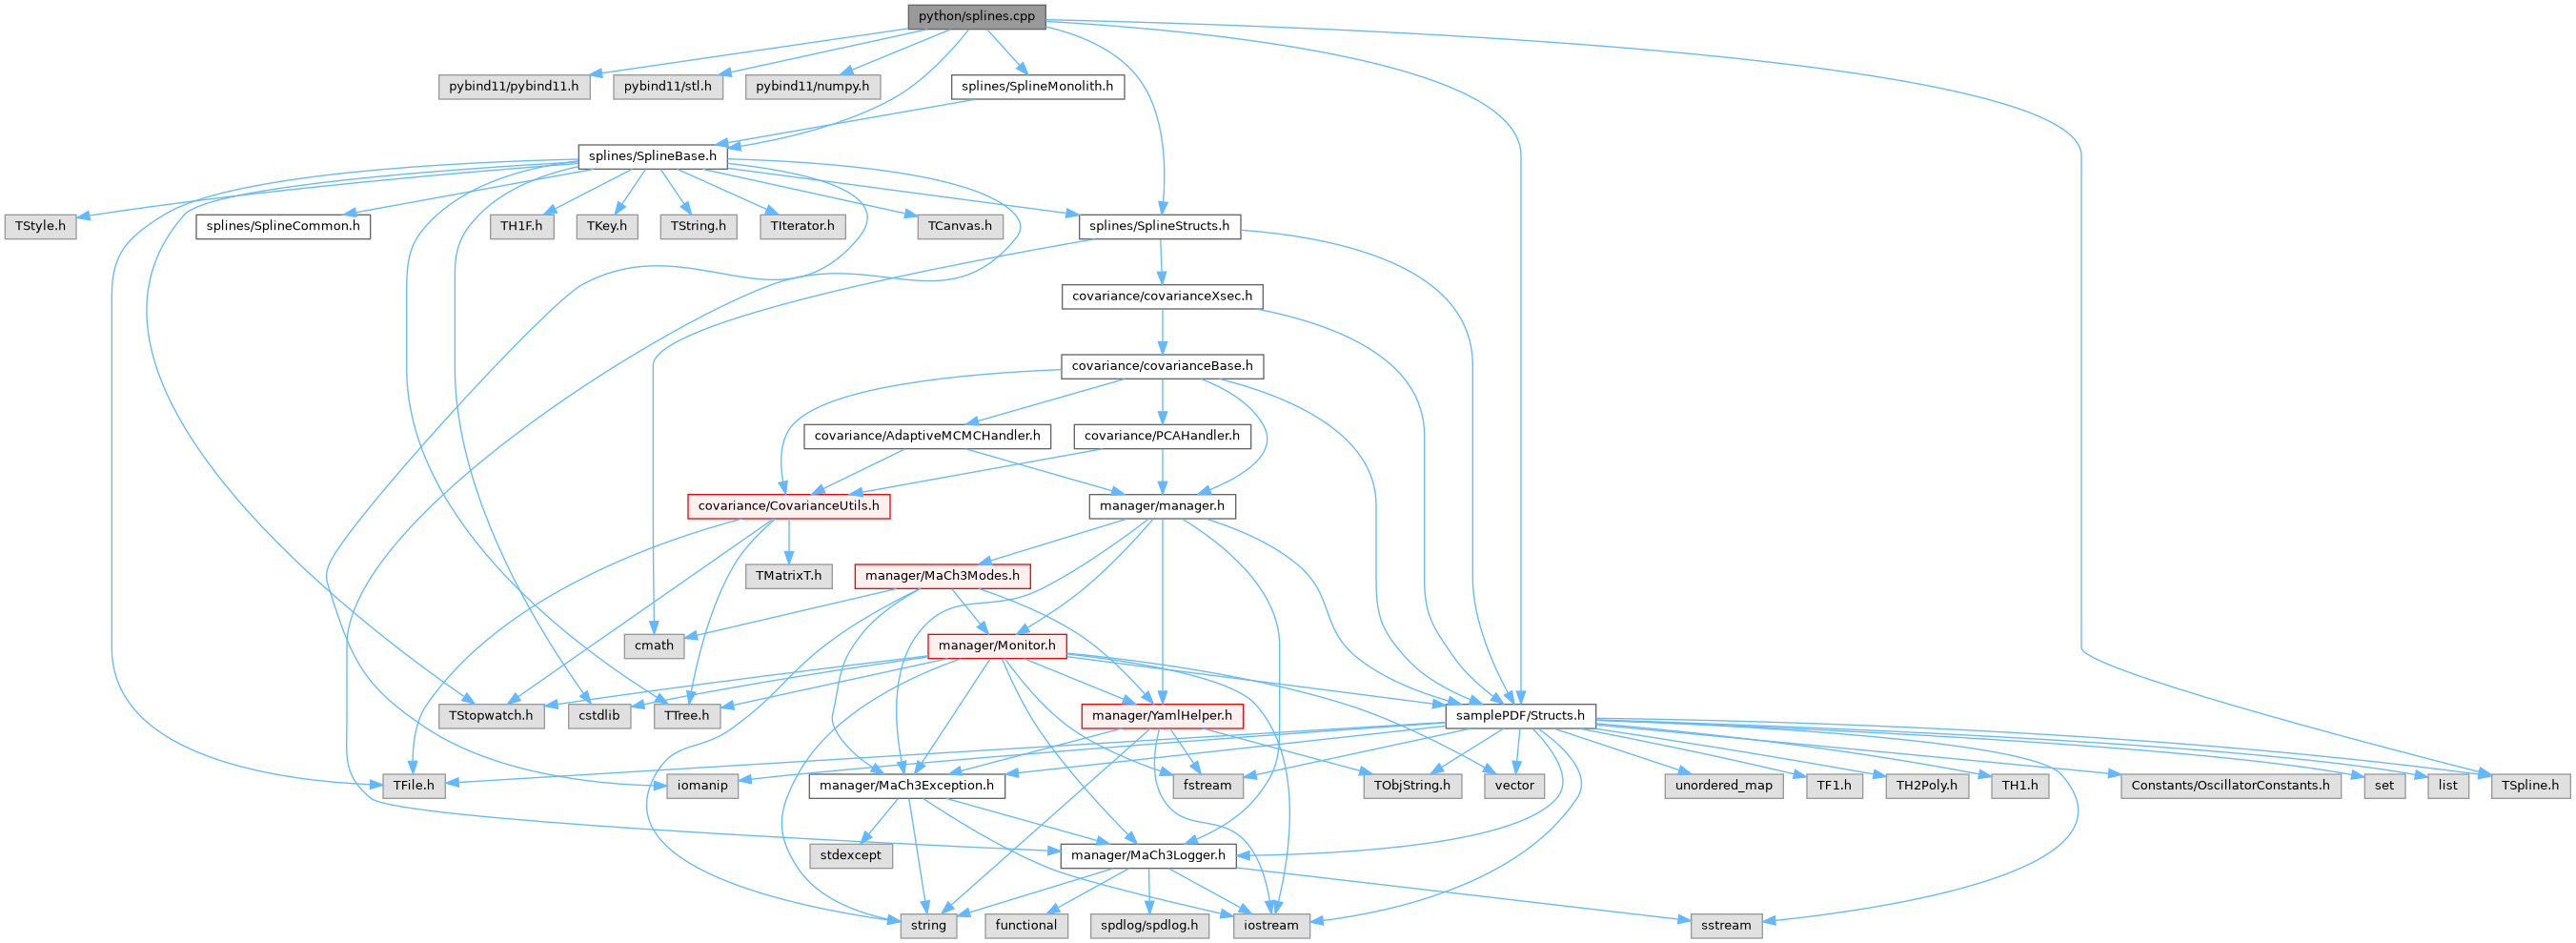 python/splines.cpp
pybind11/pybind11.h
pybind11/stl.h
pybind11/numpy.h
splines/SplineMonolith.h
splines/SplineBase.h
TStyle.h
splines/SplineCommon.h
TH1F.h
TKey.h
TString.h
TIterator.h
TCanvas.h
splines/SplineStructs.h
covariance/covarianceXsec.h
covariance/covarianceBase.h
covariance/AdaptiveMCMCHandler.h
covariance/PCAHandler.h
covariance/CovarianceUtils.h
manager/manager.h
TMatrixT.h
manager/MaCh3Modes.h
cmath
manager/Monitor.h
TStopwatch.h
cstdlib
TTree.h
manager/YamlHelper.h
samplePDF/Structs.h
TFile.h
iomanip
manager/MaCh3Exception.h
fstream
TObjString.h
vector
unordered_map
TF1.h
TH2Poly.h
TH1.h
Constants/OscillatorConstants.h
set
list
TSpline.h
stdexcept
manager/MaCh3Logger.h
string
functional
spdlog/spdlog.h
iostream
sstream